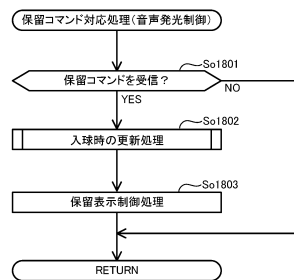 保留コマンド対応処理(音声発光制御)
So1801
保留コマンドを受信?
NO
YES
So1802
入球時の更新処理
So1803
保留表示制御処理
RETURN